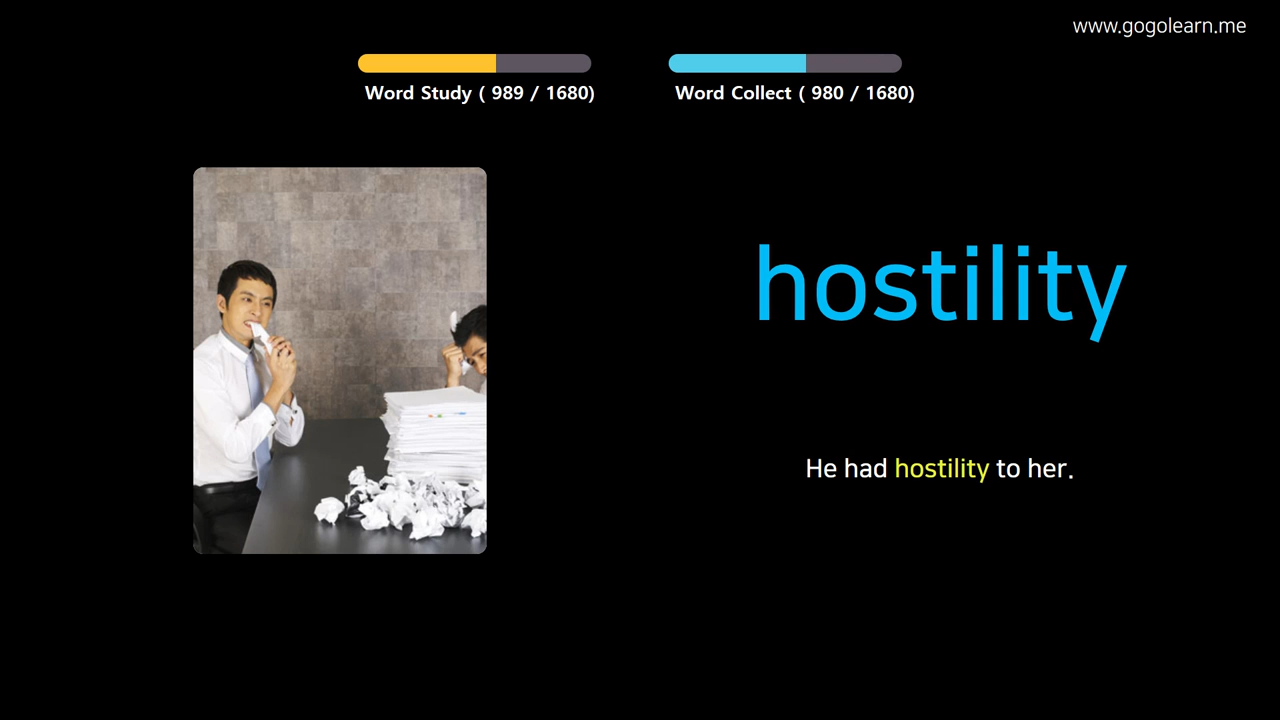 www.gogolearn.me
Word Study ( 989 / 1680)
Word Collect ( 980 / 1680)
hostility
He had hostility to her.